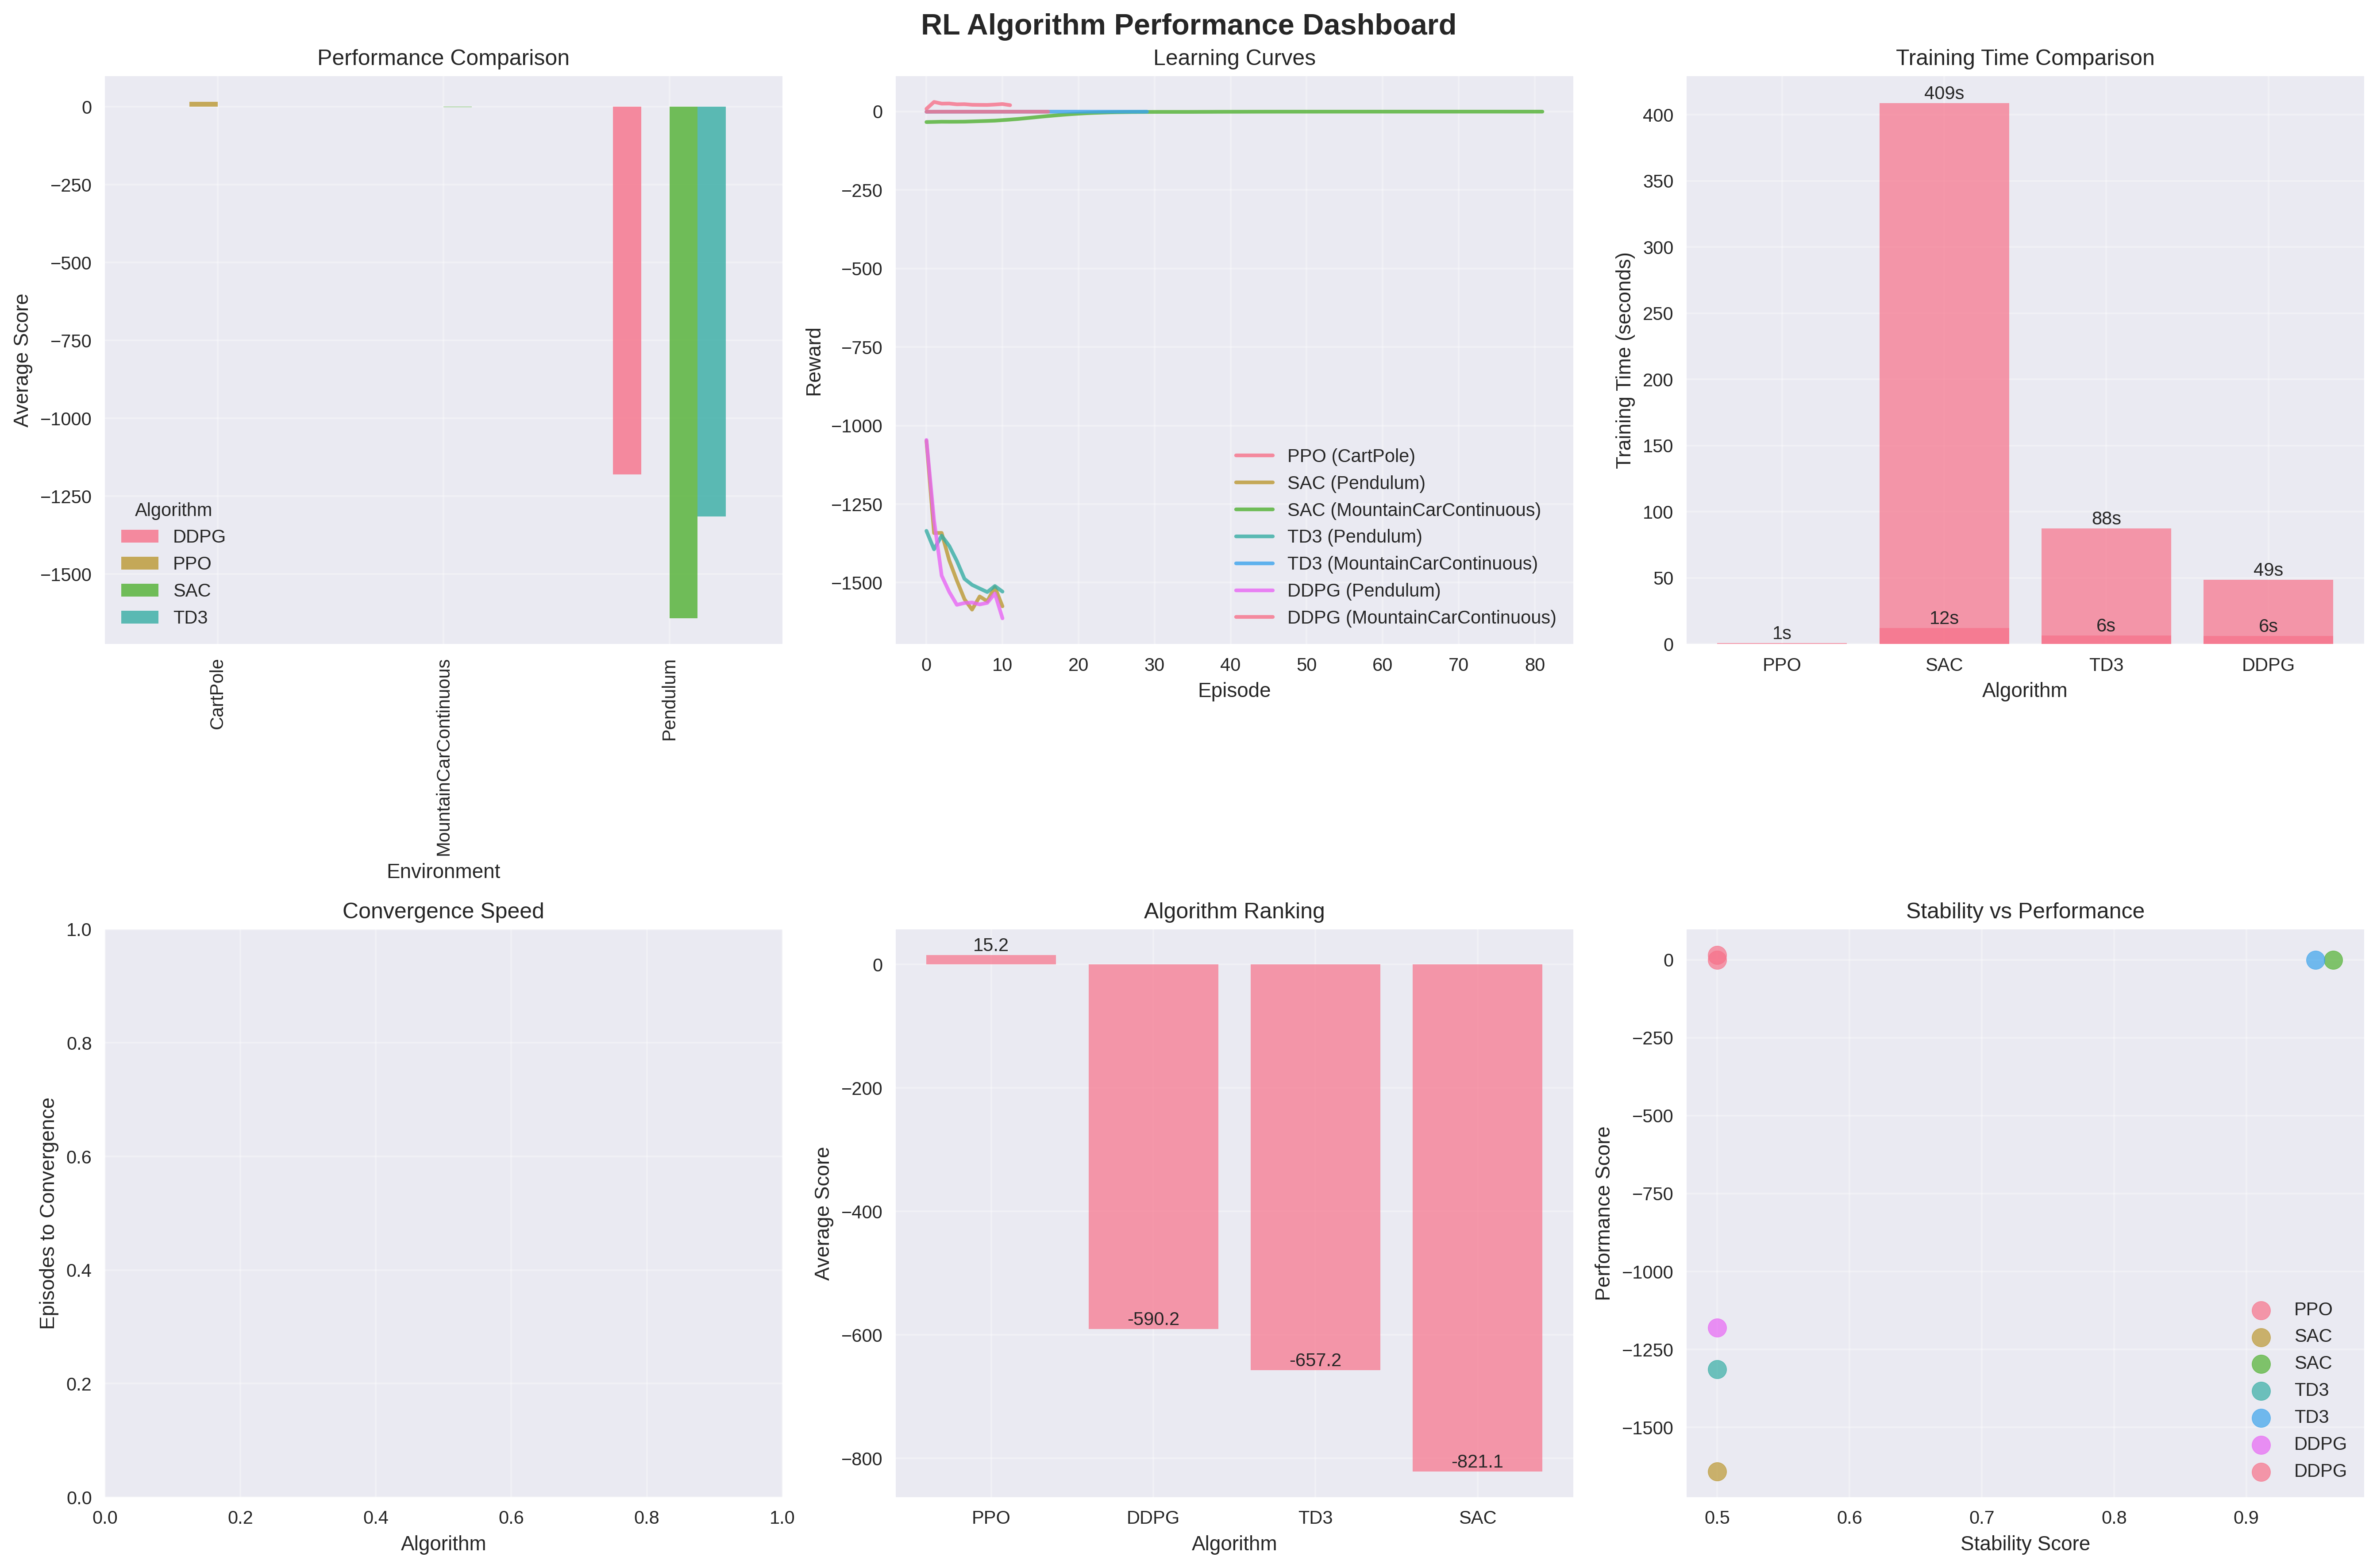 RL Algorithm Performance Dashboard
Performance Comparison
Average Score
0
−250
−500
−750
−1000
−1250
−1500
Algorithm
DDPG
PPO
SAC
TD3
CartPole
MountainCarContinuous
Pendulum
Environment
Learning Curves
Reward
0
−250
−500
−750
−1000
−1250
−1500
PPO (CartPole)
SAC (Pendulum)
SAC (MountainCarContinuous)
TD3 (Pendulum)
TD3 (MountainCarContinuous)
DDPG (Pendulum)
DDPG (MountainCarContinuous)
0 10 20 30 40 50 60 70 80
Episode
Training Time Comparison
Training Time (seconds)
400
350
300
250
200
150
100
50
0
409s
88s
49s
1s
12s
6s
6s
PPO SAC TD3 DDPG
Algorithm
Convergence Speed
Episodes to Convergence
1.0
0.8
0.6
0.4
0.2
0.0
0.0 0.2 0.4 0.6 0.8 1.0
Algorithm
Algorithm Ranking
Average Score
0
−200
−400
−600
−800
15.2
-590.2
-657.2
-821.1
PPO DDPG TD3 SAC
Algorithm
Stability vs Performance
Performance Score
0
−250
−500
−750
−1000
−1250
−1500
PPO
SAC
SAC
TD3
TD3
DDPG
DDPG
0.5 0.6 0.7 0.8 0.9
Stability Score